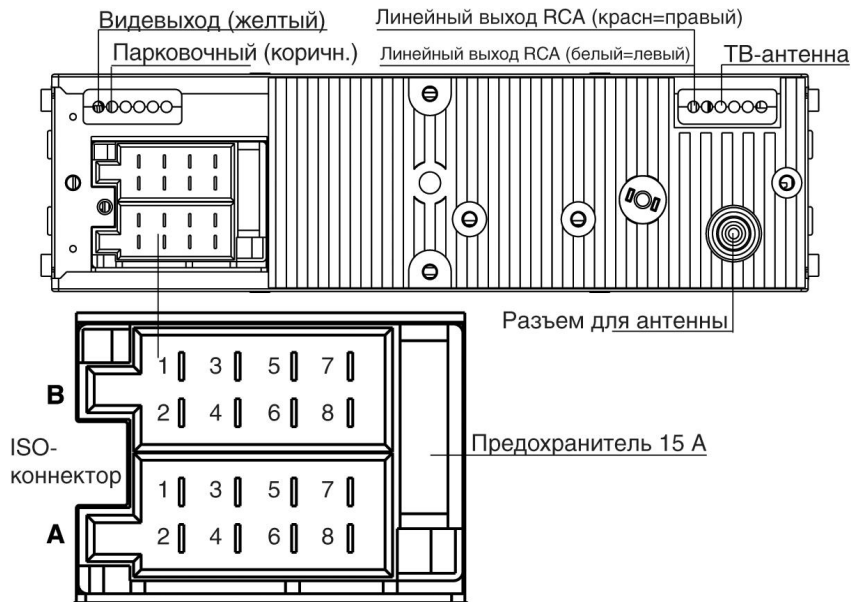 Видевыход (желтый)
Линейный выход RCA (красн=правый)
Парковочный (коричн.)
Линейный выход RCA (белый=левый)
ТВ-антенна
Разъем для антенны
1 3 5 7
B
2 4 6 8
ISO-
коннектор
Предохранитель 15 А
1 3 5 7
A
2 4 6 8